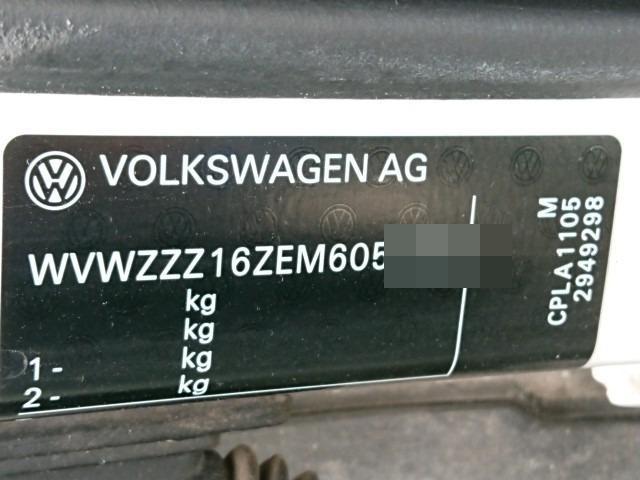 VOLKSWAGEN AG
WVWZZZ16ZEM605
kg
kg
1- kg
2- kg
M
CPLA1105
2949298